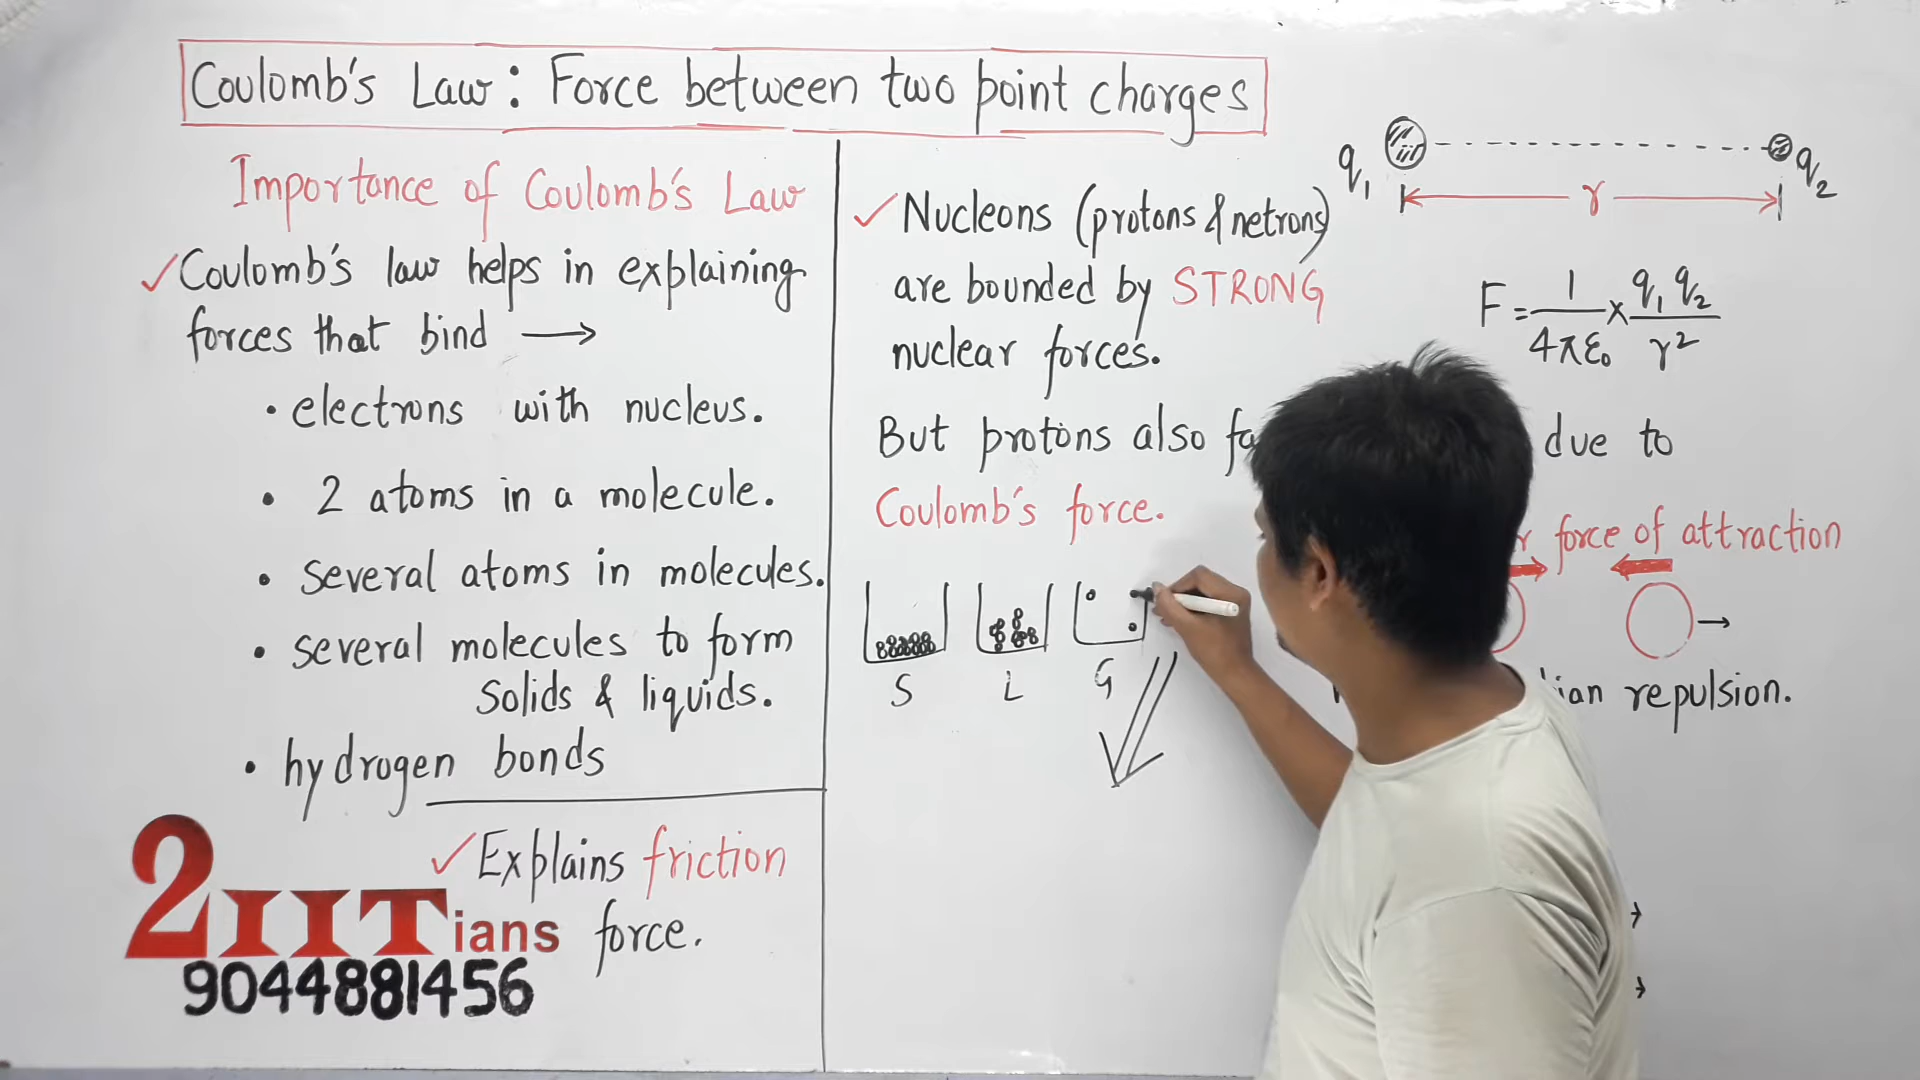 Coulomb's Law: Force between two point charges
Importance of Coulomb's Law
✓Coulomb's law helps in explaining
forces that bind →
• electrons with nucleus.
• 2 atoms in a molecule.
• several atoms in molecules.
• several molecules to form
solids & liquids.
• hydrogen bonds
✓Explains friction
force.
2IITians
9044881456
✓Nucleons (protons & netrons)
are bounded by STRONG
nuclear forces.
But protons also due to
Coulomb's force.
S L G
q₁ q₂
r
F = 1/4πε₀ × q₁ q₂/r²
force of attraction
repulsion.